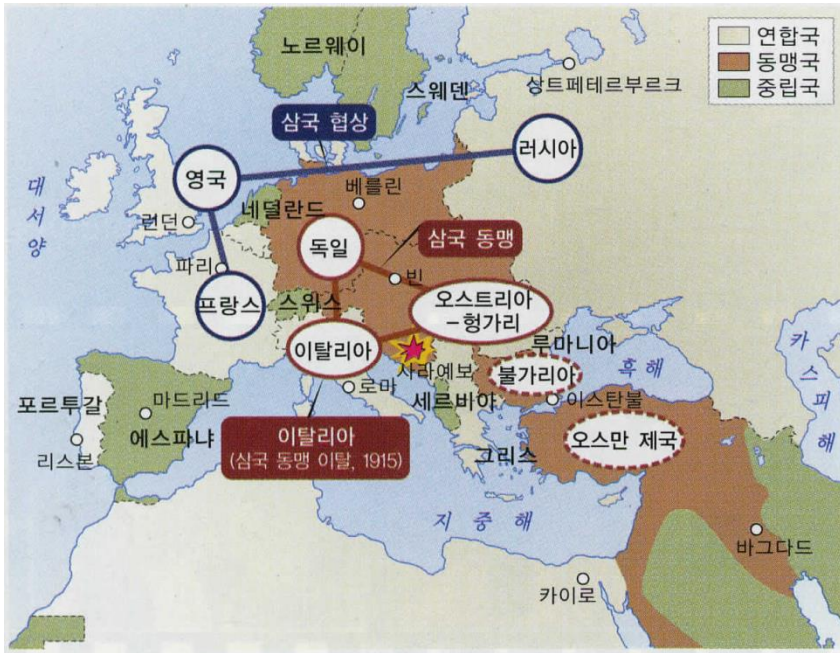 연합국
동맹국
중립국
노르웨이
스웨덴
상트페테르부르크
삼국 협상
러시아
영국
대서양
런던
네덜란드
베를린
삼국 동맹
독일
파리
빈
프랑스
스위스
오스트리아
-헝가리
이탈리아
루마니아
사라예보
불가리아
흑해
카스피해
로마
세르비아
이스탄불
포르투갈
마드리드
에스파냐
리스본
이탈리아
(삼국 동맹 이탈, 1915)
그리스
오스만 제국
지중해
바그다드
카이로